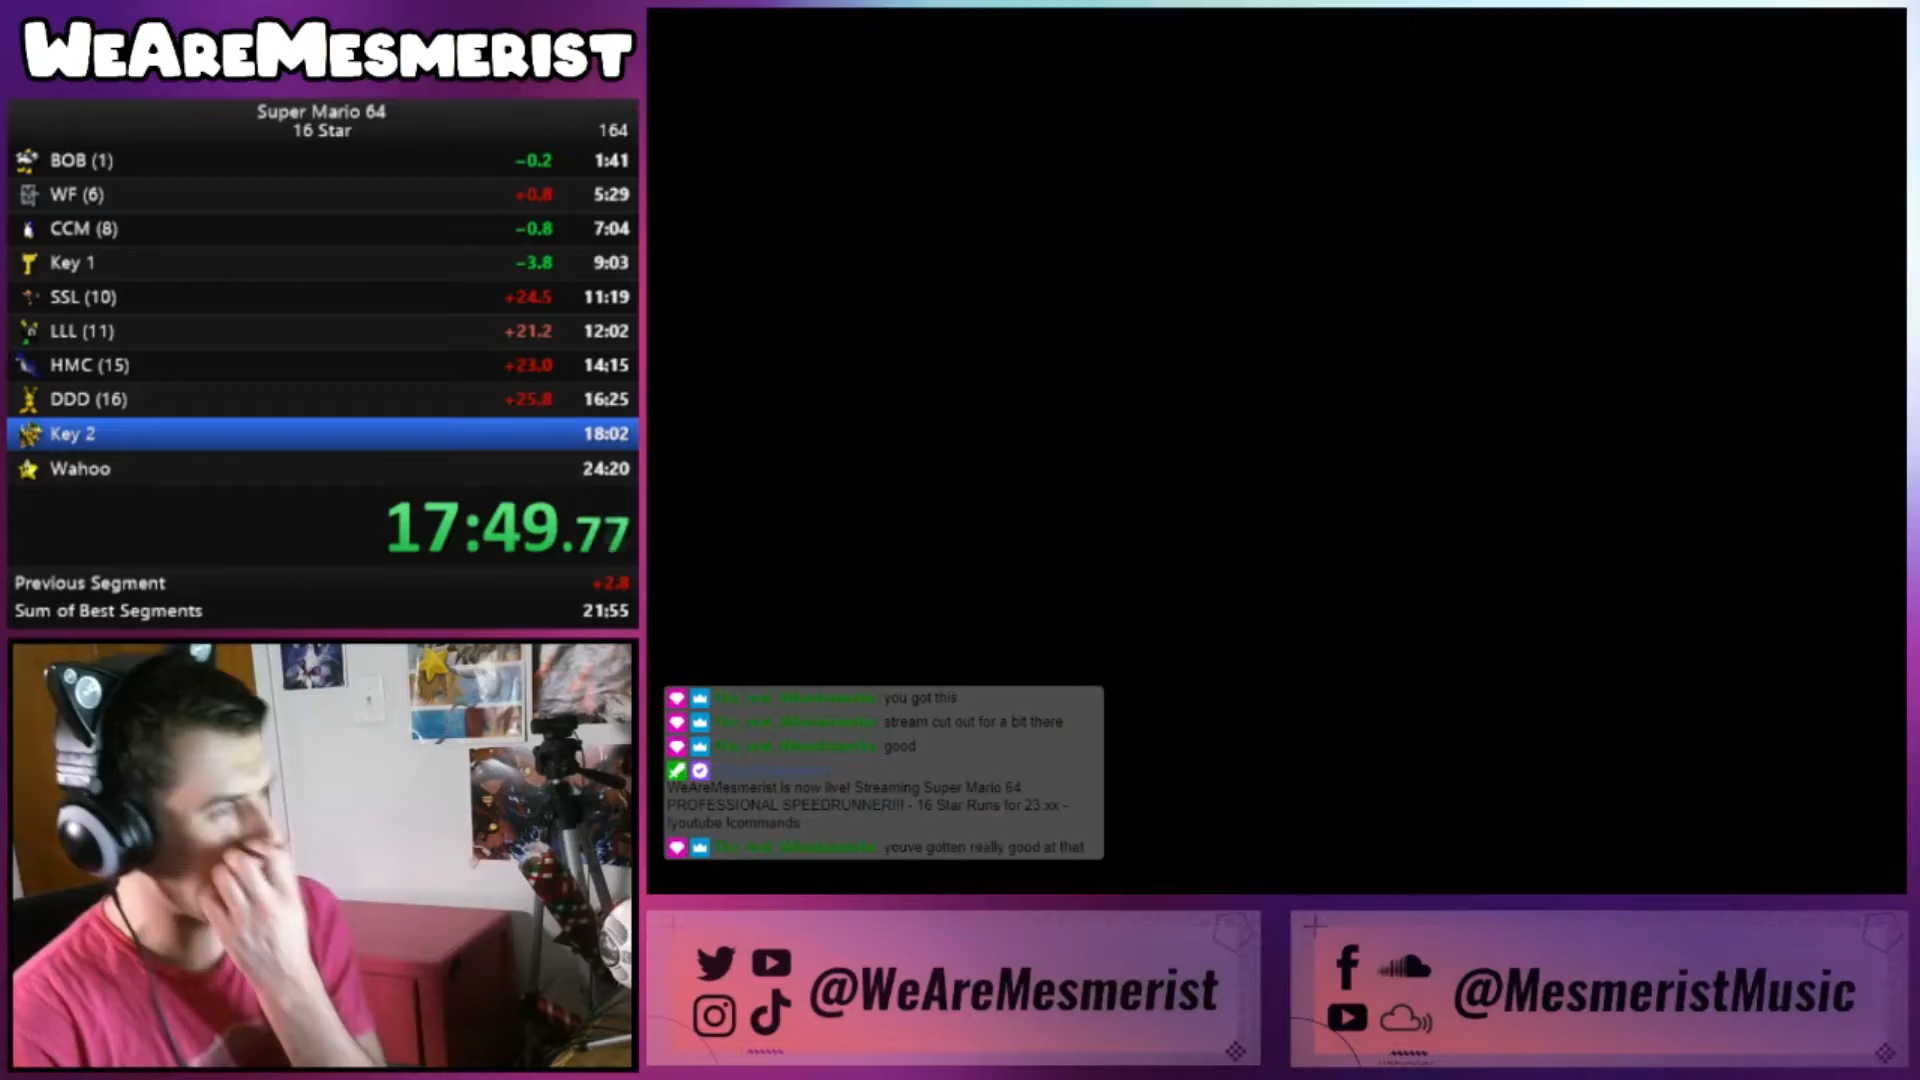 WEAREMESMERIST
Super Mario 64
16 Star 164
BOB (1) -0.2 1:41
WF (6) +0.8 5:29
CCM (8) -0.8 7:04
Key 1 -3.8 9:03
SSL (10) +24.5 11:19
LLL (11) +21.2 12:02
HMC (15) +23.0 14:15
DDD (16) +25.8 16:25
Key 2 18:02
Wahoo 24:20
17:49.77
Previous Segment +2.8
Sum of Best Segments 21:55
you got this
stream cut out for a bit there
good
WeAreMesmerist is now live! Streaming Super Mario 64
PROFESSIONAL SPEEDRUNNER!!! - 16 Star Runs for 23.xx -
!youtube !commands
youve gotten really good at that
@WeAreMesmerist
@MesmeristMusic